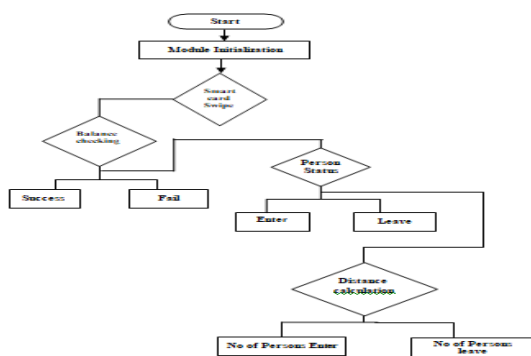 Start
Module Initialization
Smart
card
Swipe
Balance
checking
Person
Status
Success
Fail
Enter
Leave
Distance
calculation
No of Persons Enter
No of Persons
leave